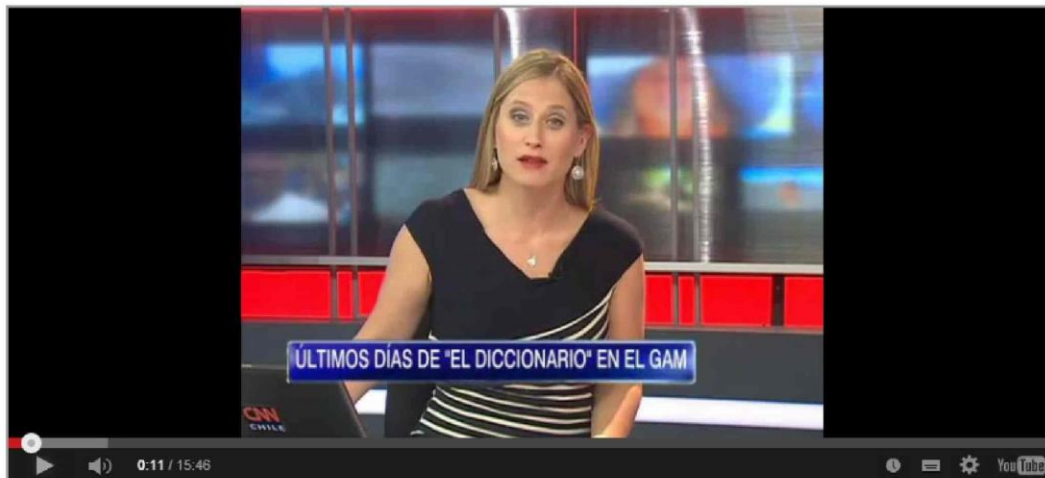 ÚLTIMOS DÍAS DE "EL DICCIONARIO" EN EL GAM
CNN
CHILE
0:11 / 15:46
YouTube